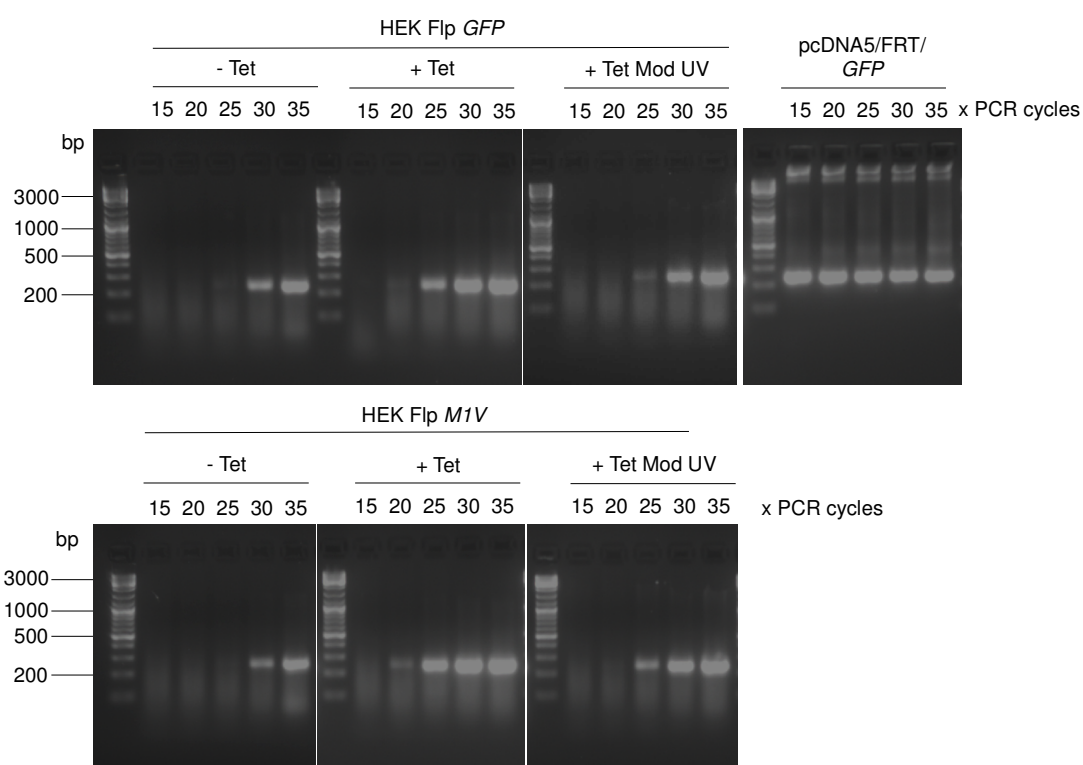 HEK Flp GFP
pcDNA5/FRT/
GFP
- Tet + Tet + Tet Mod UV
15 20 25 30 35 15 20 25 30 35 15 20 25 30 35 15 20 25 30 35 x PCR cycles
bp
3000
1000
500
200
HEK Flp M1V
- Tet + Tet + Tet Mod UV
15 20 25 30 35 15 20 25 30 35 15 20 25 30 35 x PCR cycles
bp
3000
1000
500
200